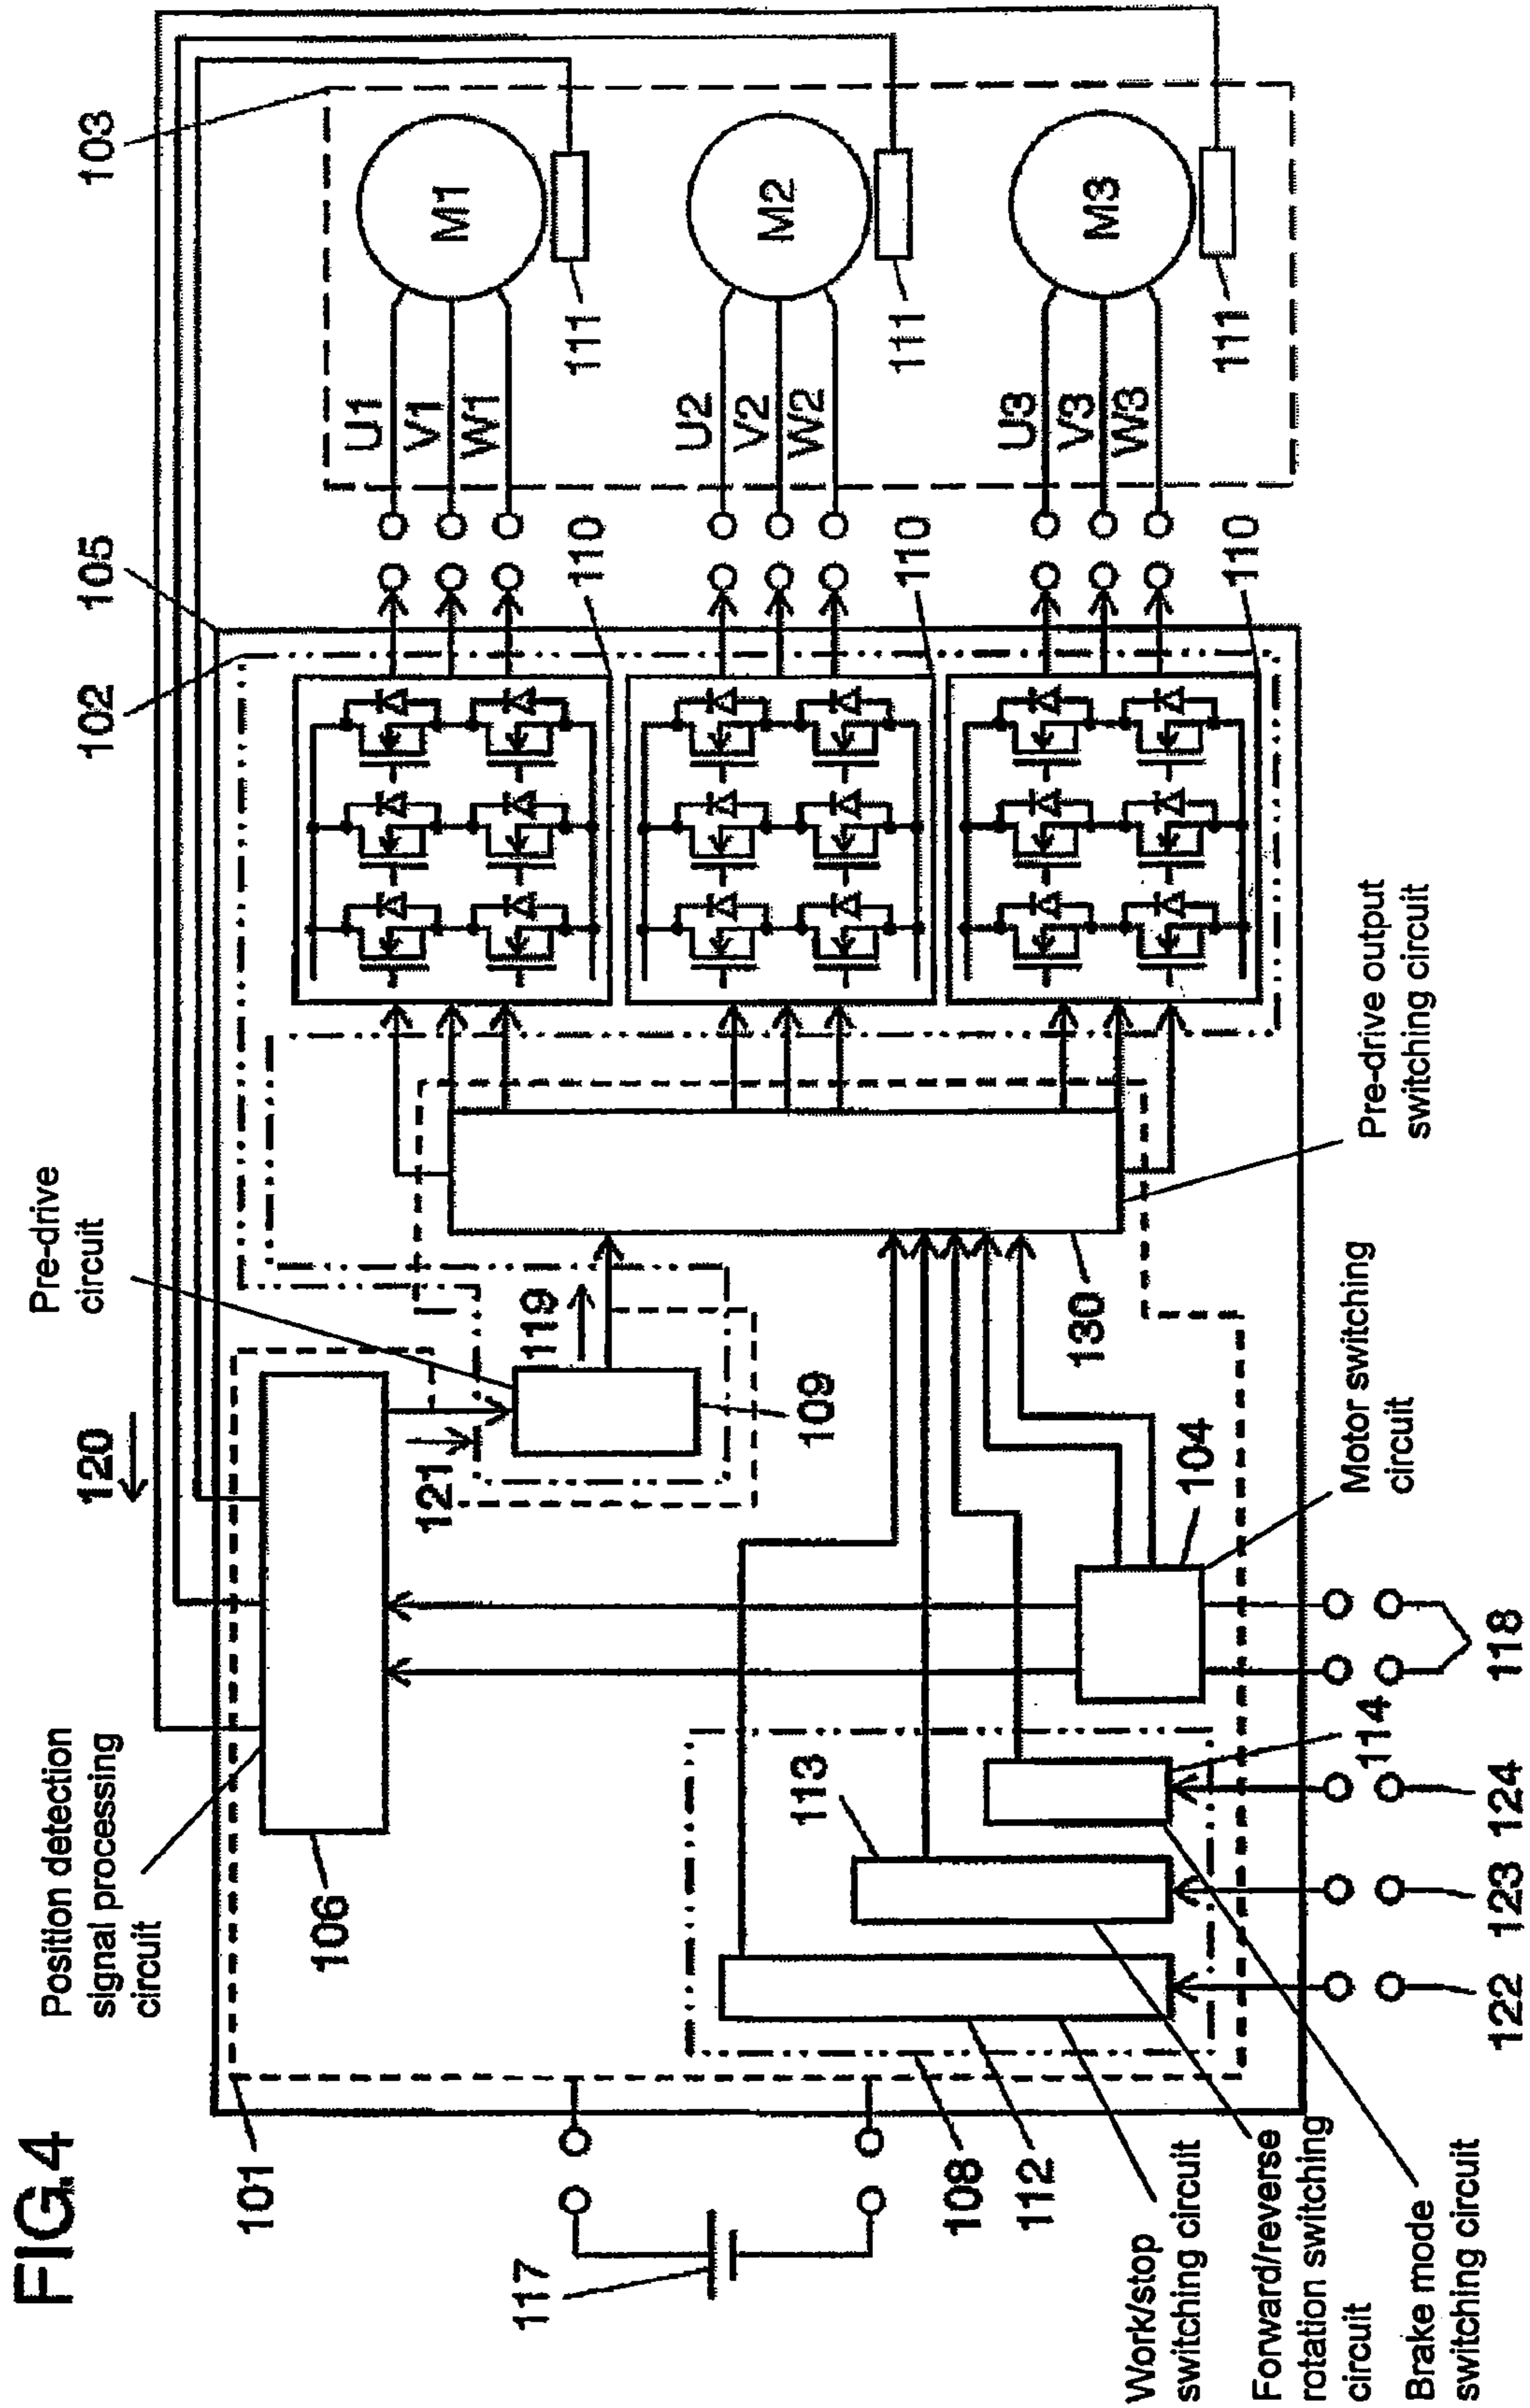 FIG.4
101
Position detection
signal processing
circuit
106
120
Pre-drive
circuit
121
119
109
102
105
103
110
110
110
U1
V1
W1
M1
111
U2
V2
W2
M2
111
U3
V3
W3
M3
111
117
108
112
113
114
104
130
Pre-drive output
switching circuit
Motor switching
circuit
118
122
123
124
Work/stop
switching circuit
Forward/reverse
rotation switching
circuit
Brake mode
switching circuit